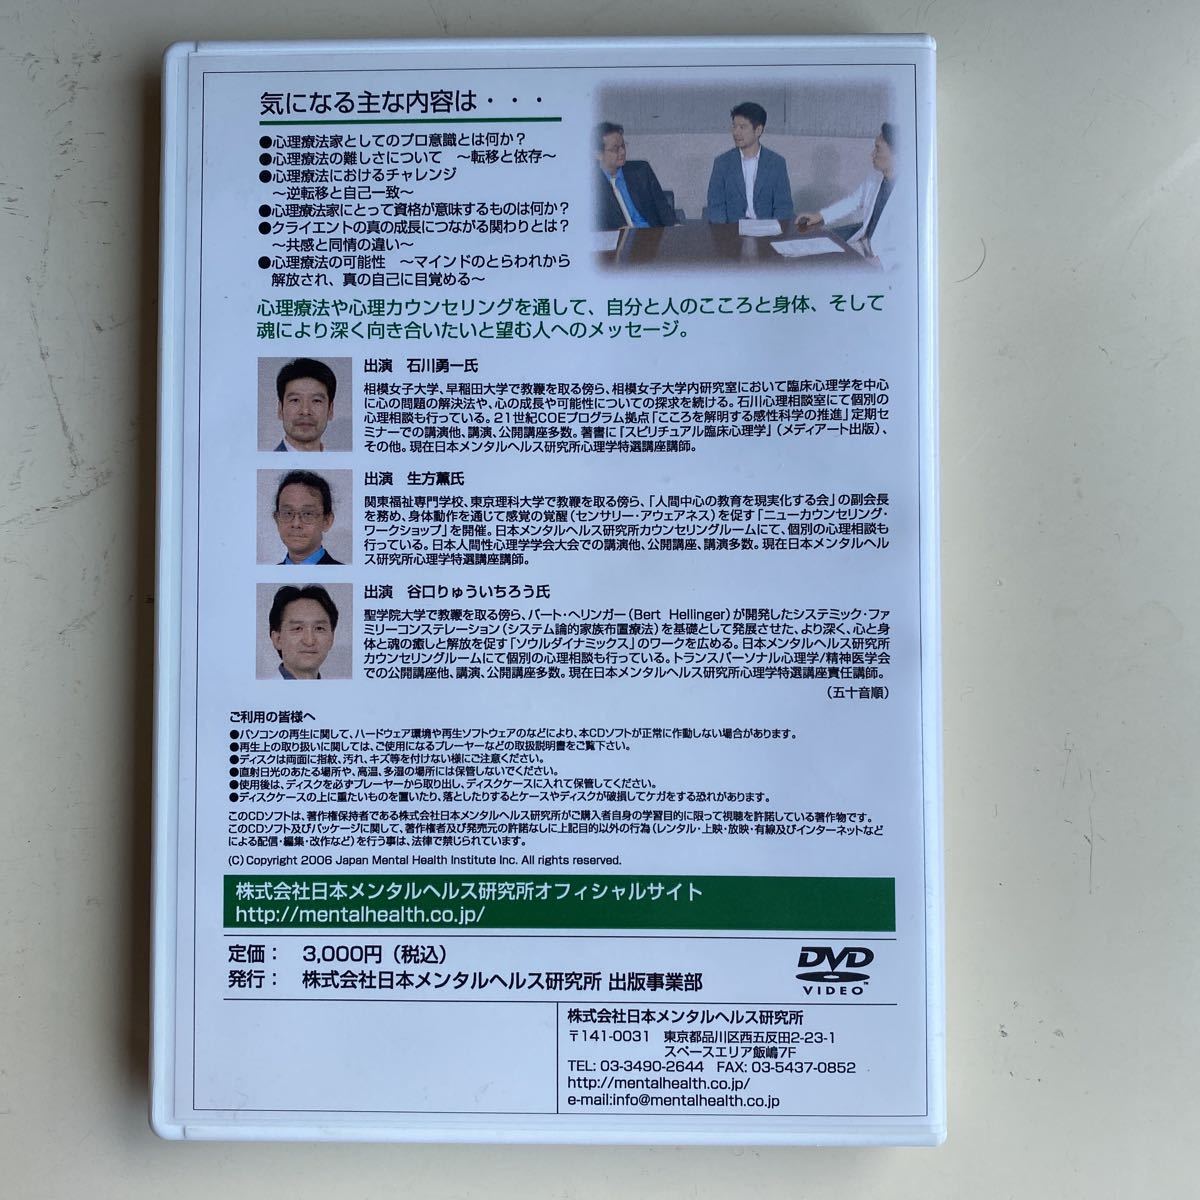 気になる主な内容は・・・
●心理療法家としてのプロ意識とは何か？
●心理療法の難しさについて　～転移と依存～
●心理療法におけるチャレンジ
～逆転移と自己一致～
●心理療法家にとって資格が意味するものは何か？
●クライエントの真の成長につながる関わりとは？
～共感と同情の違い～
●心理療法の可能性　～マインドのとらわれから
解放され、真の自己に目覚める～
心理療法や心理カウンセリングを通して、自分と人のこころと身体、そして
魂により深く向き合いたいと望む人へのメッセージ。
出演　石川勇一氏
相模女子大学、早稲田大学で教鞭を取る傍ら、相模女子大学内研究室において臨床心理学を中心
に心の問題の解決法や、心の成長や可能性についての探求を続ける。石川心理相談室にて個別の
心理相談も行っている。21世紀COEプログラム拠点「こころを解明する感性科学の推進」定期セ
ミナーでの講演他、講演、公開講座多数。著書に『スピリチュアル臨床心理学』（メディアート出版）、
その他。現在日本メンタルヘルス研究所心理学特選講座講師。
出演　生方薫氏
関東福祉専門学校、東京理科大学で教鞭を取る傍ら、「人間中心の教育を現実化する会」の副会長
を務め、身体動作を通じて感覚の覚醒（センサリー・アウェアネス）を促す「ニューカウンセリング・
ワークショップ」を開催。日本メンタルヘルス研究所カウンセリングルームにて、個別の心理相談も
行っている。日本人間性心理学学会大会での講演他、公開講座、講演多数。現在日本メンタルヘル
ス研究所心理学特選講座講師。
出演　谷口りゅういちろう氏
聖学院大学で教鞭を取る傍ら、バート・ヘリンガー（Bert Hellinger）が開発したシステミック・ファ
ミリーコンステレーション（システム論的家族布置療法）を基礎として発展させた、より深く、心と身
体と魂の癒しと解放を促す「ソウルダイナミックス」のワークを広める。日本メンタルヘルス研究所
カウンセリングルームにて個別の心理相談も行っている。トランスパーソナル心理学/精神医学会
での公開講座他、講演、公開講座多数。現在日本メンタルヘルス研究所心理学特選講座責任講師。
（五十音順）
ご利用の皆様へ
●パソコンの再生に関して、ハードウェア環境や再生ソフトウェアのなどにより、本CDソフトが正常に作動しない場合があります。
●再生上の取り扱いに関しては、ご使用になるプレーヤーなどの取扱説明書をご覧下さい。
●ディスクは両面に指紋、汚れ、キズ等を付けない様にご注意ください。
●直射日光のあたる場所や、高温、多湿の場所には保管しないでください。
●使用後は、ディスクを必ずプレーヤーから取り出し、ディスクケースに入れて保管してください。
●ディスクケースの上に重たいものを置いたり、落としたりするとケースやディスクが破損してケガをする恐れがあります。
このCDソフトは、著作権保持者である株式会社日本メンタルヘルス研究所がご購入者自身の学習目的に限って視聴を許諾している著作物です。
このCDソフト及びパッケージに関して、著作権者及び発売元の許諾なしに上記目的以外の行為（レンタル・上映・放映・有線及びインターネットなど
による配信・編集・改作など）を行う事は、法律で禁じられています。
(C) Copyright 2006 Japan Mental Health Institute Inc. All rights reserved.
株式会社日本メンタルヘルス研究所オフィシャルサイト
http://mentalhealth.co.jp/
定価：　3,000円（税込）
発行：　株式会社日本メンタルヘルス研究所 出版事業部
DVD
VIDEO™
株式会社日本メンタルヘルス研究所
〒141-0031　東京都品川区西五反田2-23-1
スペースエリア飯嶋7F
TEL: 03-3490-2644　FAX: 03-5437-0852
http://mentalhealth.co.jp/
e-mail:info@mentalhealth.co.jp